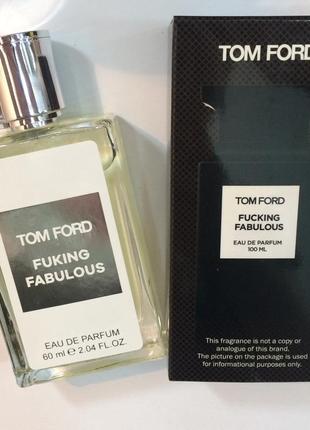 TOM FORD
FUKING
FABULOUS
EAU DE PARFUM
60 ml ℮ 2.04 FL.OZ.
TOM FORD
TOM FORD
FUCKING
FABULOUS
EAU DE PARFUM
100 ML
This fragrance is not a copy or
analogue of this brand.
The picture on the package is used
for informational purposes only.